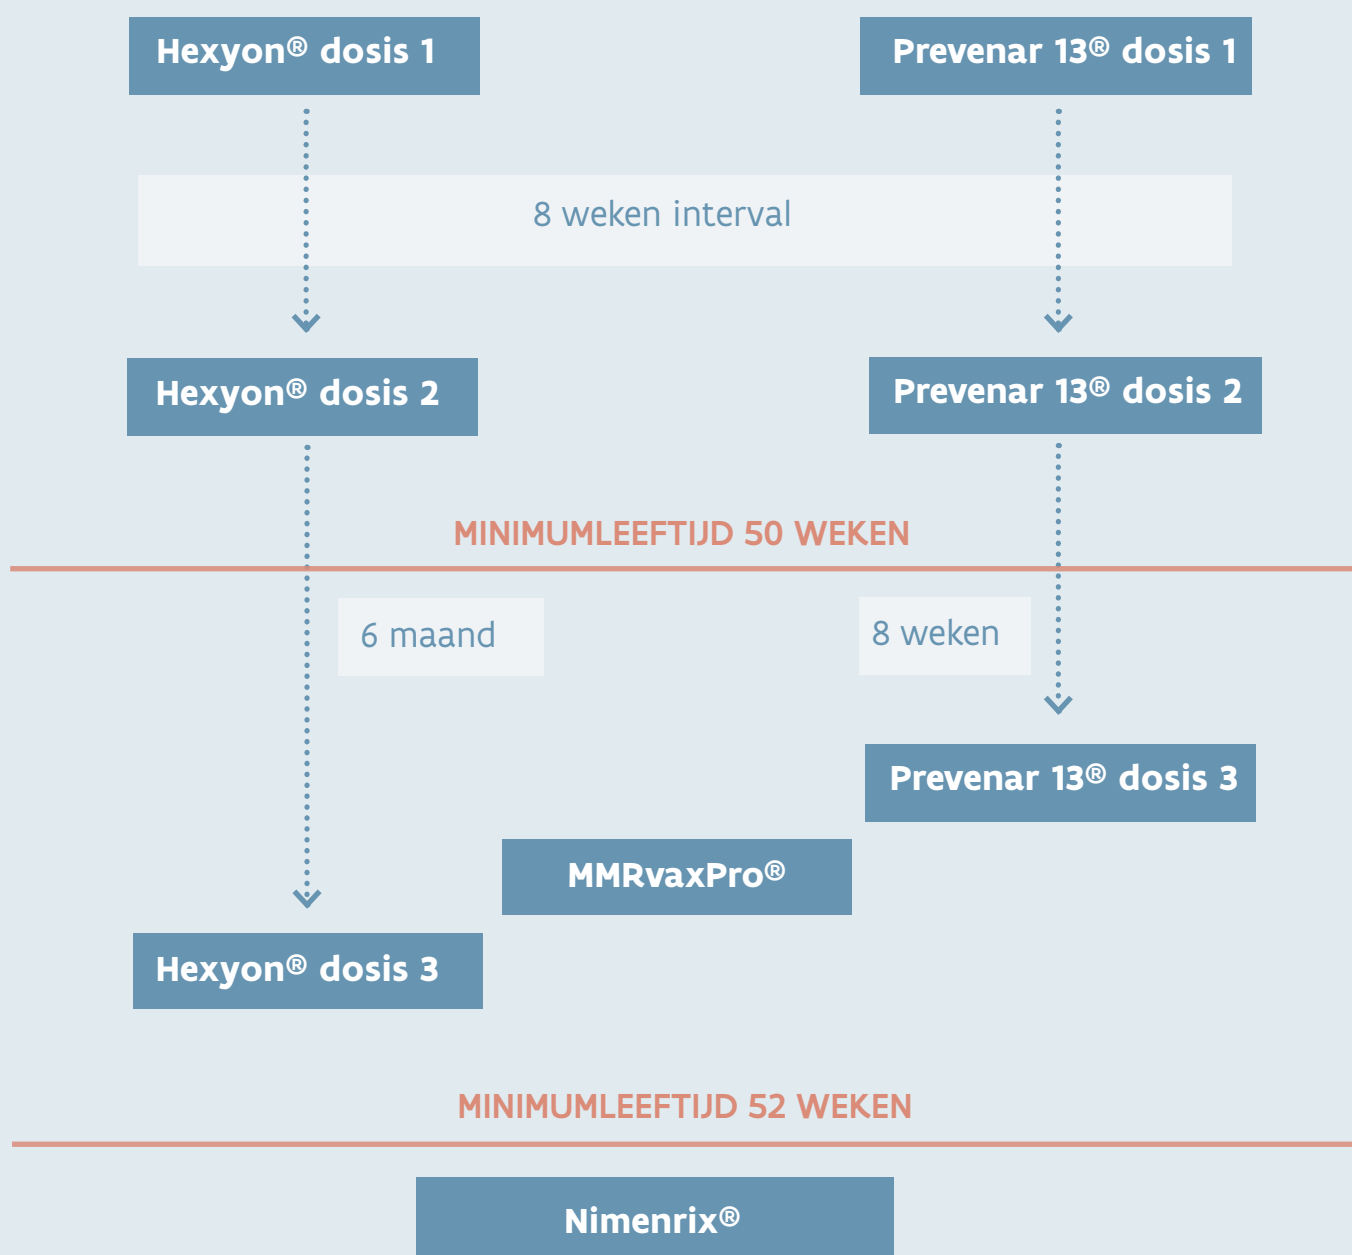 Hexyon® dosis 1
Prevenar 13® dosis 1
8 weken interval
Hexyon® dosis 2
Prevenar 13® dosis 2
MINIMUMLEEFTIJD 50 WEKEN
6 maand
8 weken
Prevenar 13® dosis 3
MMRvaxPro®
Hexyon® dosis 3
MINIMUMLEEFTIJD 52 WEKEN
Nimenrix®